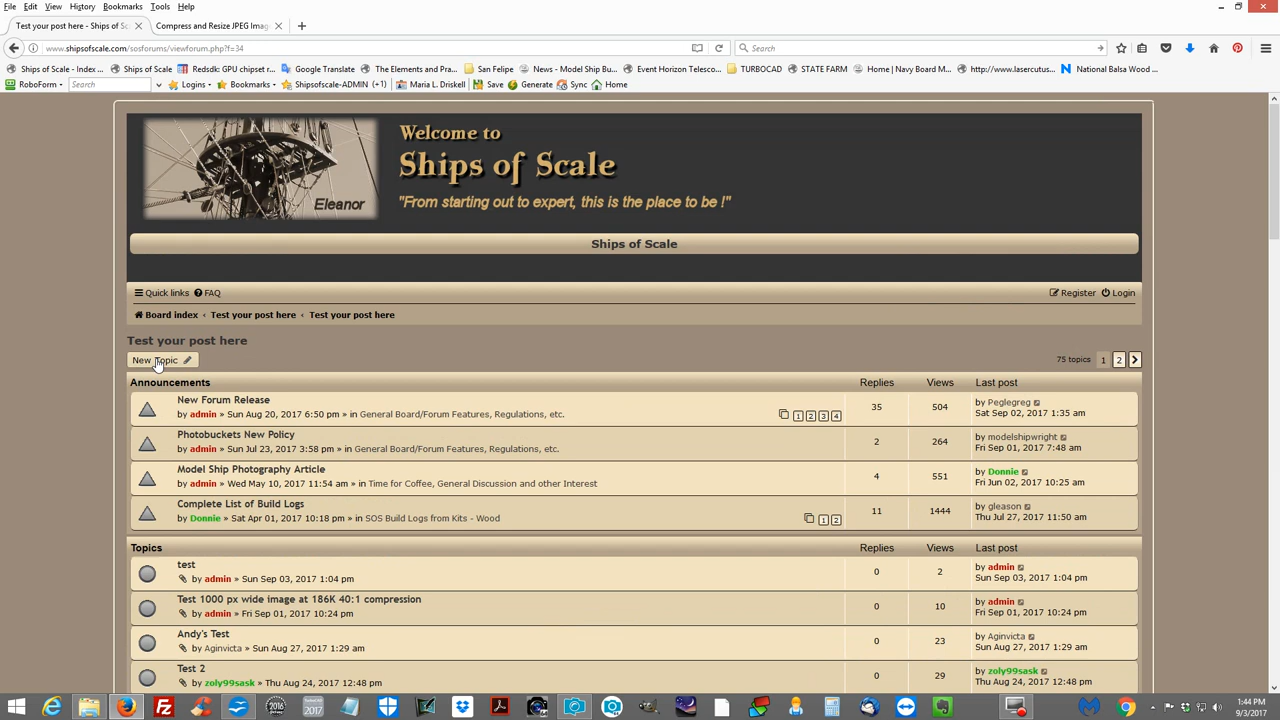 File Edit View History Bookmarks Tools Help
Test your post here - Ships of Sc × Compress and Resize JPEG Imag × +
www.shipsofscale.com/sosforums/viewforum.php?f=34 Search
Ships of Scale - Index ... Ships of Scale Redsdk: GPU chipset r... Google Translate The Elements and Pra... San Felipe News - Model Ship Bu... Event Horizon Telesco... TURBOCAD STATE FARM Home | Navy Board M... http://www.lasercutus... National Balsa Wood ...
RoboForm Search Logins Bookmarks Shipsofscale-ADMIN (+1) Maria L. Driskell Save Generate Sync Home
Eleanor
Welcome to
Ships of Scale
"From starting out to expert, this is the place to be !"
Ships of Scale
Quick links FAQ Register Login
Board index ‹ Test your post here ‹ Test your post here
Test your post here
New Topic 75 topics 1 2
Announcements Replies Views Last post
New Forum Release
by admin » Sun Aug 20, 2017 6:50 pm » in General Board/Forum Features, Regulations, etc. 1 2 3 4 35 504 by Peglegreg
Sat Sep 02, 2017 1:35 am
Photobuckets New Policy
by admin » Sun Jul 23, 2017 3:58 pm » in General Board/Forum Features, Regulations, etc. 2 264 by modelshipwright
Fri Sep 01, 2017 7:48 am
Model Ship Photography Article
by admin » Wed May 10, 2017 11:54 am » in Time for Coffee, General Discussion and other Interest 4 551 by Donnie
Fri Jun 02, 2017 10:25 am
Complete List of Build Logs
by Donnie » Sat Apr 01, 2017 10:18 pm » in SOS Build Logs from Kits - Wood 1 2 11 1444 by gleason
Thu Jul 27, 2017 11:50 am
Topics Replies Views Last post
test
by admin » Sun Sep 03, 2017 1:04 pm 0 2 by admin
Sun Sep 03, 2017 1:04 pm
Test 1000 px wide image at 186K 40:1 compression
by admin » Fri Sep 01, 2017 10:24 pm 0 10 by admin
Fri Sep 01, 2017 10:24 pm
Andy's Test
by Aginvicta » Sun Aug 27, 2017 1:29 am 0 23 by Aginvicta
Sun Aug 27, 2017 1:29 am
Test 2
by zoly99sask » Thu Aug 24, 2017 12:48 pm 0 29 by zoly99sask
Thu Aug 24, 2017 12:48 pm
1:44 PM
9/3/2017